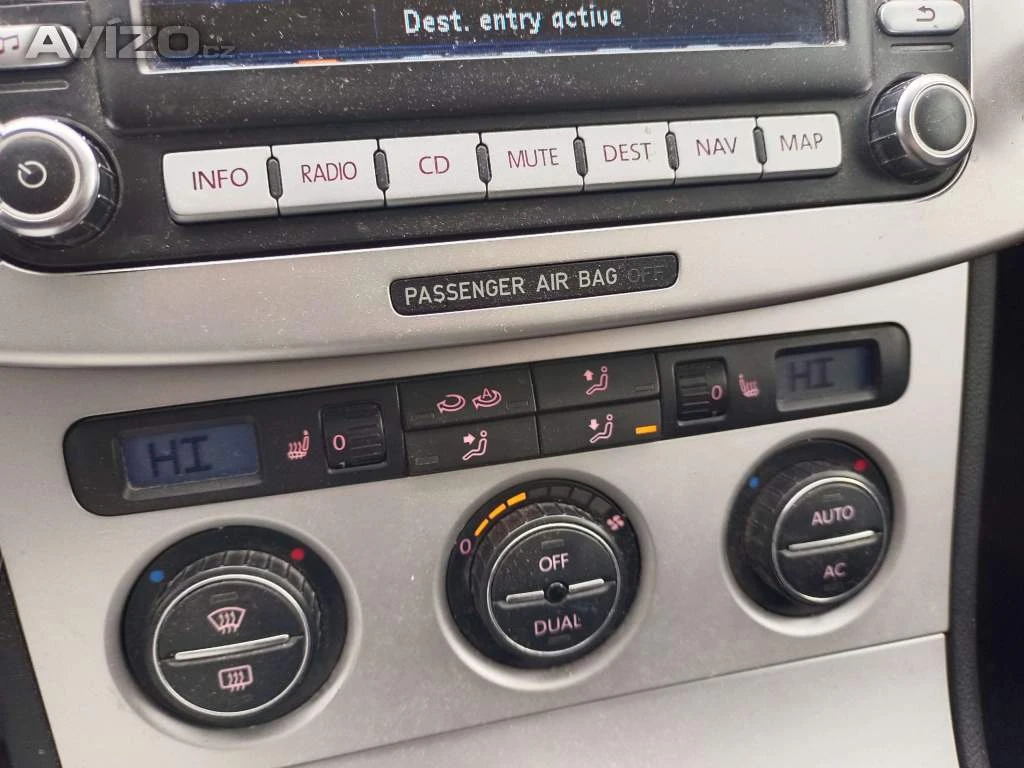 AVIZO.cz
Dest. entry active
INFO RADIO CD MUTE DEST NAV MAP
PASSENGER AIR BAG OFF
HI 0 A 0 HI
0 OFF DUAL
AUTO
AC